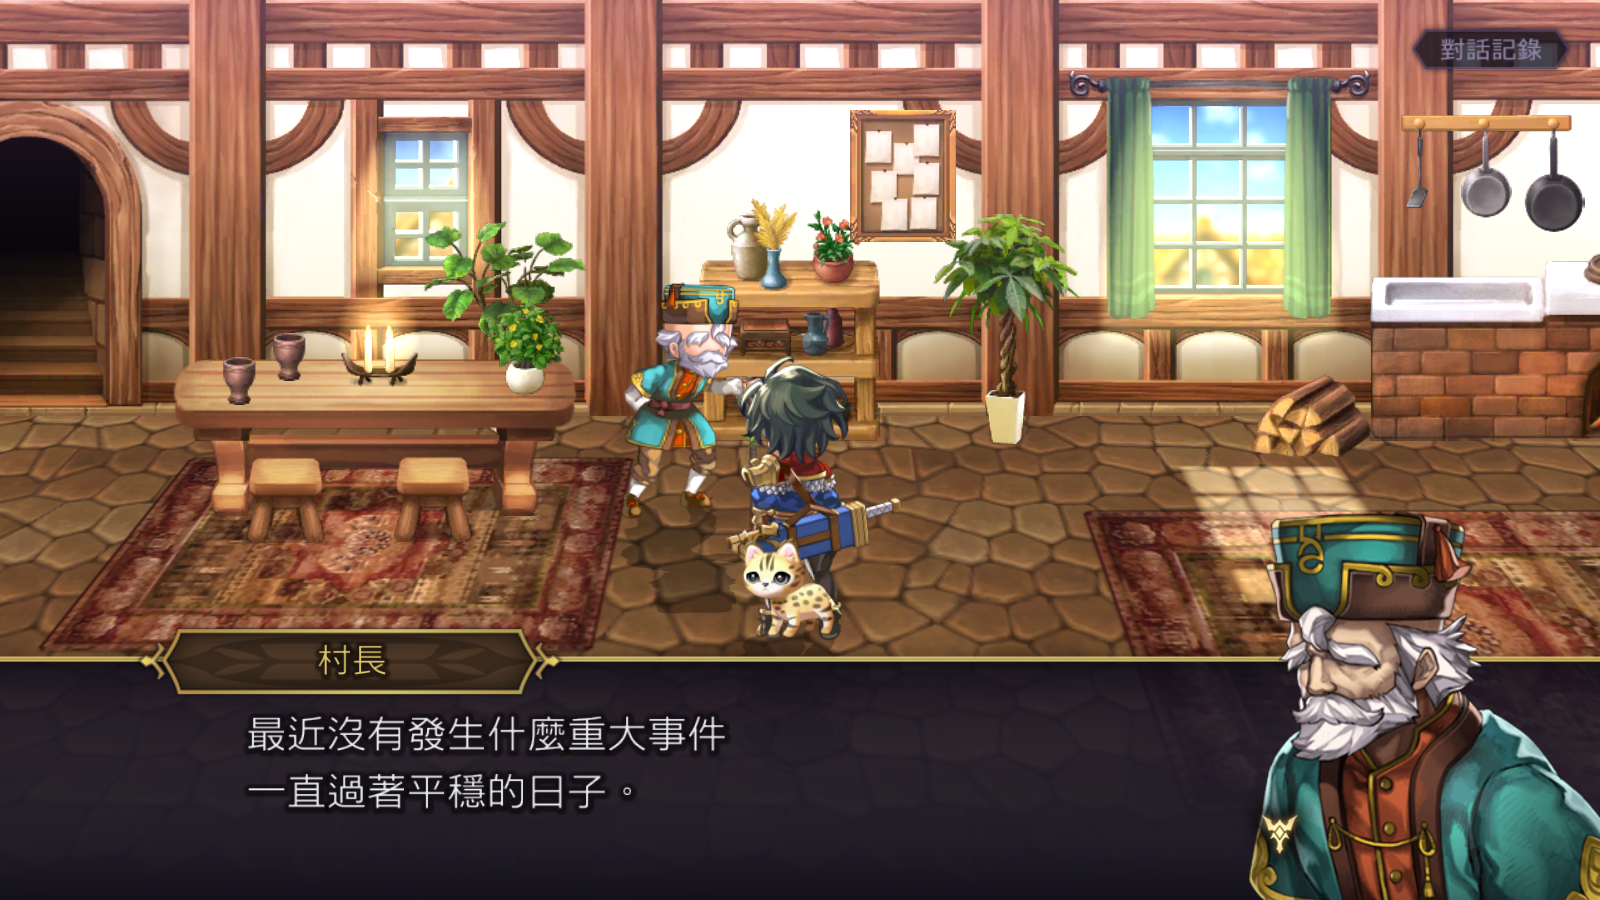 對話記錄
村長
最近沒有發生什麼重大事件
一直過著平穩的日子。